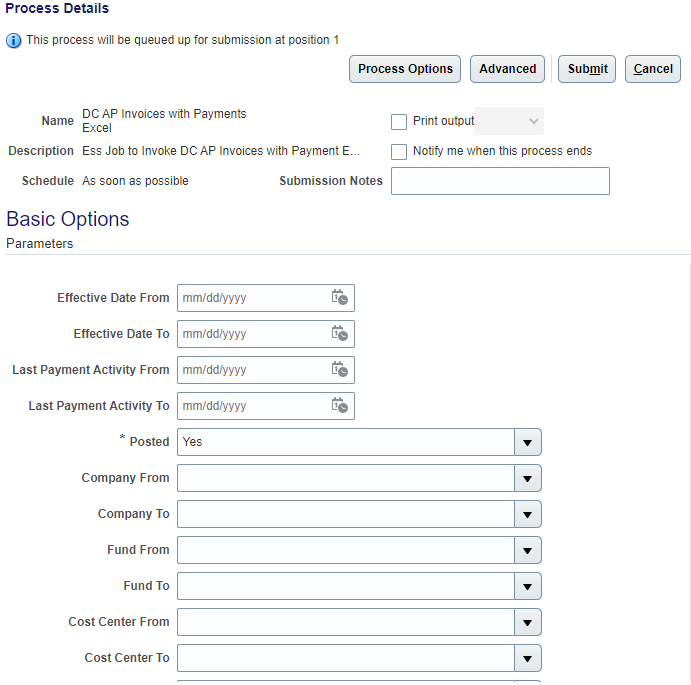 Process Details
This process will be queued up for submission at position 1
Process Options Advanced Submit Cancel
Name DC AP Invoices with Payments Excel Print output
Description Ess Job to Invoke DC AP Invoices with Payment E... Notify me when this process ends
Schedule As soon as possible Submission Notes
Basic Options
Parameters
Effective Date From mm/dd/yyyy
Effective Date To mm/dd/yyyy
Last Payment Activity From mm/dd/yyyy
Last Payment Activity To mm/dd/yyyy
* Posted Yes
Company From
Company To
Fund From
Fund To
Cost Center From
Cost Center To